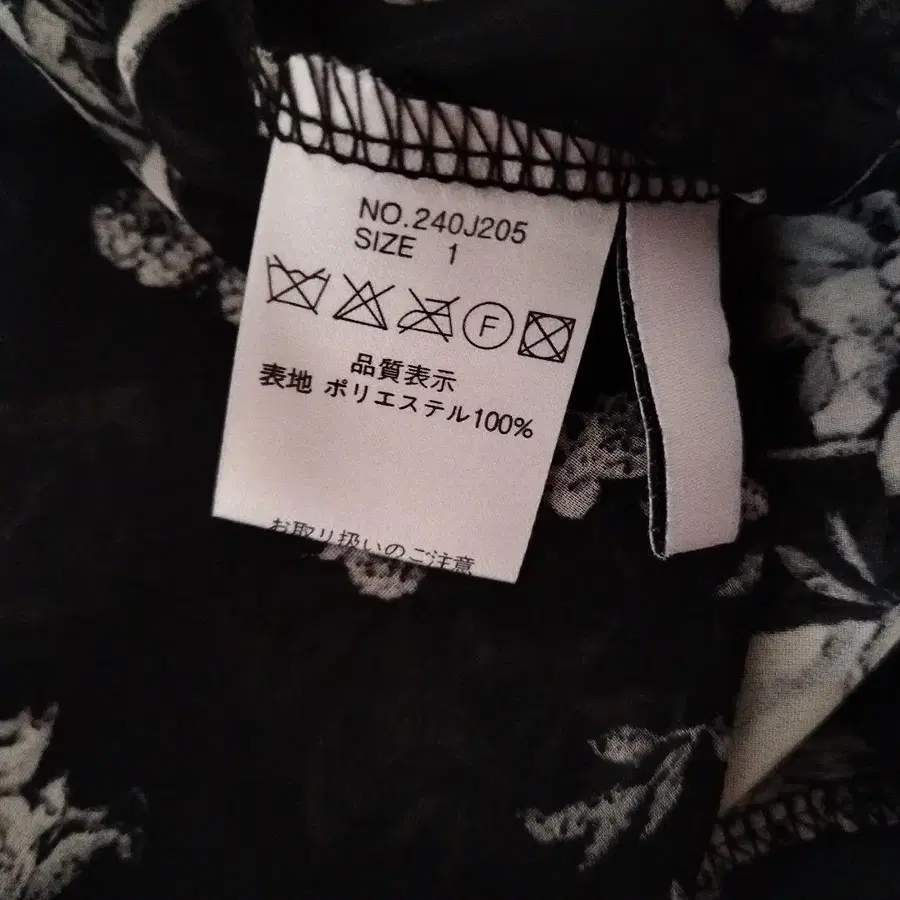 NO.240J205
SIZE 1
F
品質表示
表地 ポリエステル100%
お取り扱いのご注意